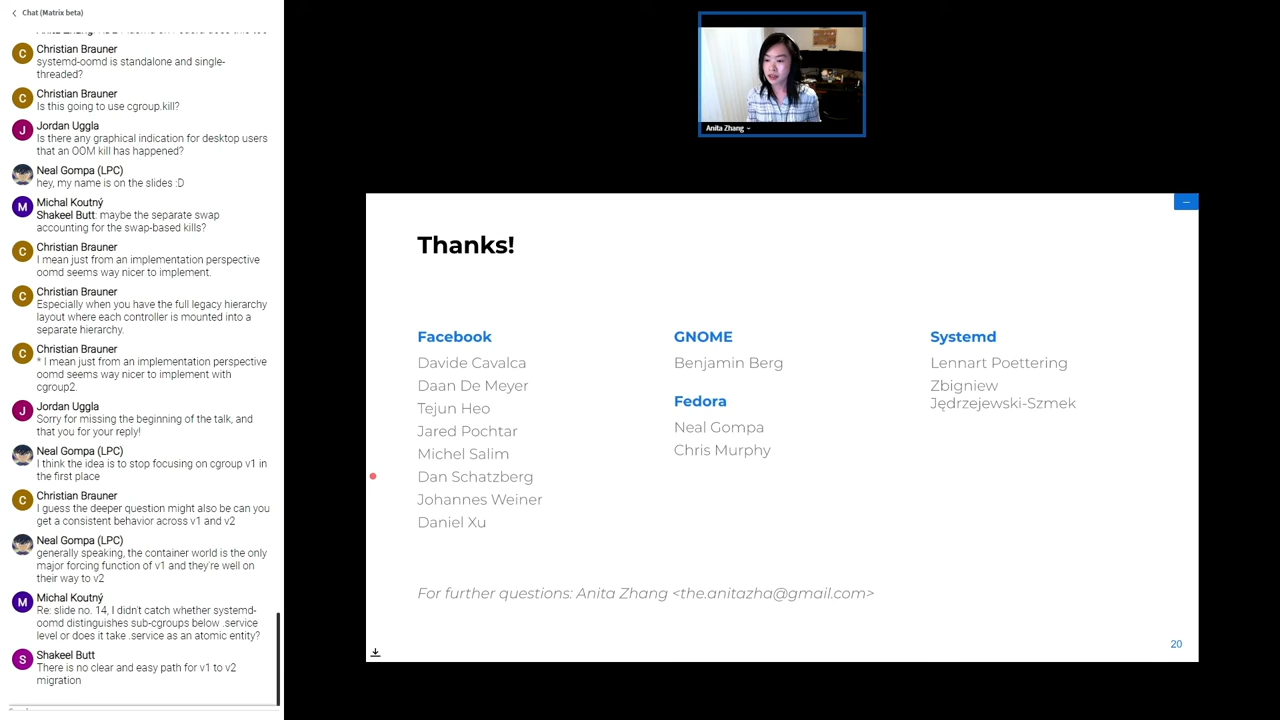 Chat (Matrix beta)
Christian Brauner
systemd-oomd is standalone and single-
threaded?
Christian Brauner
Is this going to use cgroup.kill?
Jordan Uggla
Is there any graphical indication for desktop users
that an OOM kill has happened?
Neal Gompa (LPC)
hey, my name is on the slides :D
Michal Koutný
Shakeel Butt: maybe the separate swap
accounting for the swap-based kills?
Christian Brauner
I mean just from an implementation perspective
oomd seems way nicer to implement.
Christian Brauner
Especially when you have the full legacy hierarchy
layout where each controller is mounted into a
separate hierarchy.
Christian Brauner
* I mean just from an implementation perspective
oomd seems way nicer to implement with
cgroup2.
Jordan Uggla
Sorry for missing the beginning of the talk, and
that you for your reply!
Neal Gompa (LPC)
I think the idea is to stop focusing on cgroup v1 in
the first place
Christian Brauner
I guess the deeper question might also be can you
get a consistent behavior across v1 and v2
Neal Gompa (LPC)
generally speaking, the container world is the only
major forcing function of v1 and they're well on
their way to v2
Michal Koutný
Re: slide no. 14, I didn't catch whether systemd-
oomd distinguishes sub-cgroups below .service
level or does it take .service as an atomic entity?
Shakeel Butt
There is no clear and easy path for v1 to v2
migration
C
C
J
M
C
C
C
J
C
M
S
Anita Zhang
Thanks!
Facebook
Davide Cavalca
Daan De Meyer
Tejun Heo
Jared Pochtar
Michel Salim
Dan Schatzberg
Johannes Weiner
Daniel Xu
GNOME
Benjamin Berg
Fedora
Neal Gompa
Chris Murphy
Systemd
Lennart Poettering
Zbigniew
Jędrzejewski-Szmek
For further questions: Anita Zhang <the.anitazha@gmail.com>
20